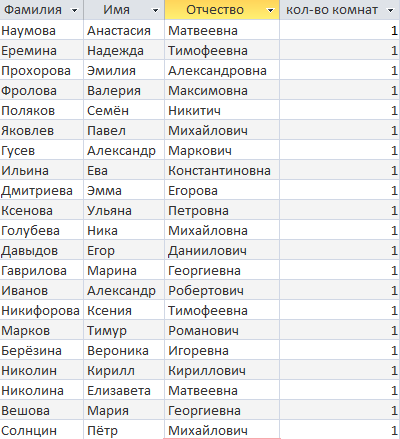 Фамилия Имя Отчество кол-во комнат
Наумова Анастасия Матвеевна 1
Еремина Надежда Тимофеевна 1
Прохорова Эмилия Александровна 1
Фролова Валерия Максимовна 1
Поляков Семён Никитич 1
Яковлев Павел Михайлович 1
Гусев Александр Маркович 1
Ильина Ева Константиновна 1
Дмитриева Эмма Егорова 1
Ксенова Ульяна Петровна 1
Голубева Ника Михайловна 1
Давыдов Егор Даниилович 1
Гаврилова Марина Георгиевна 1
Иванов Александр Робертович 1
Никифорова Ксения Тимофеевна 1
Марков Тимур Романович 1
Берёзина Вероника Игоревна 1
Николин Кирилл Кириллович 1
Николина Елизавета Матвеевна 1
Вешова Мария Георгиевна 1
Солнцин Пётр Михайлович 1